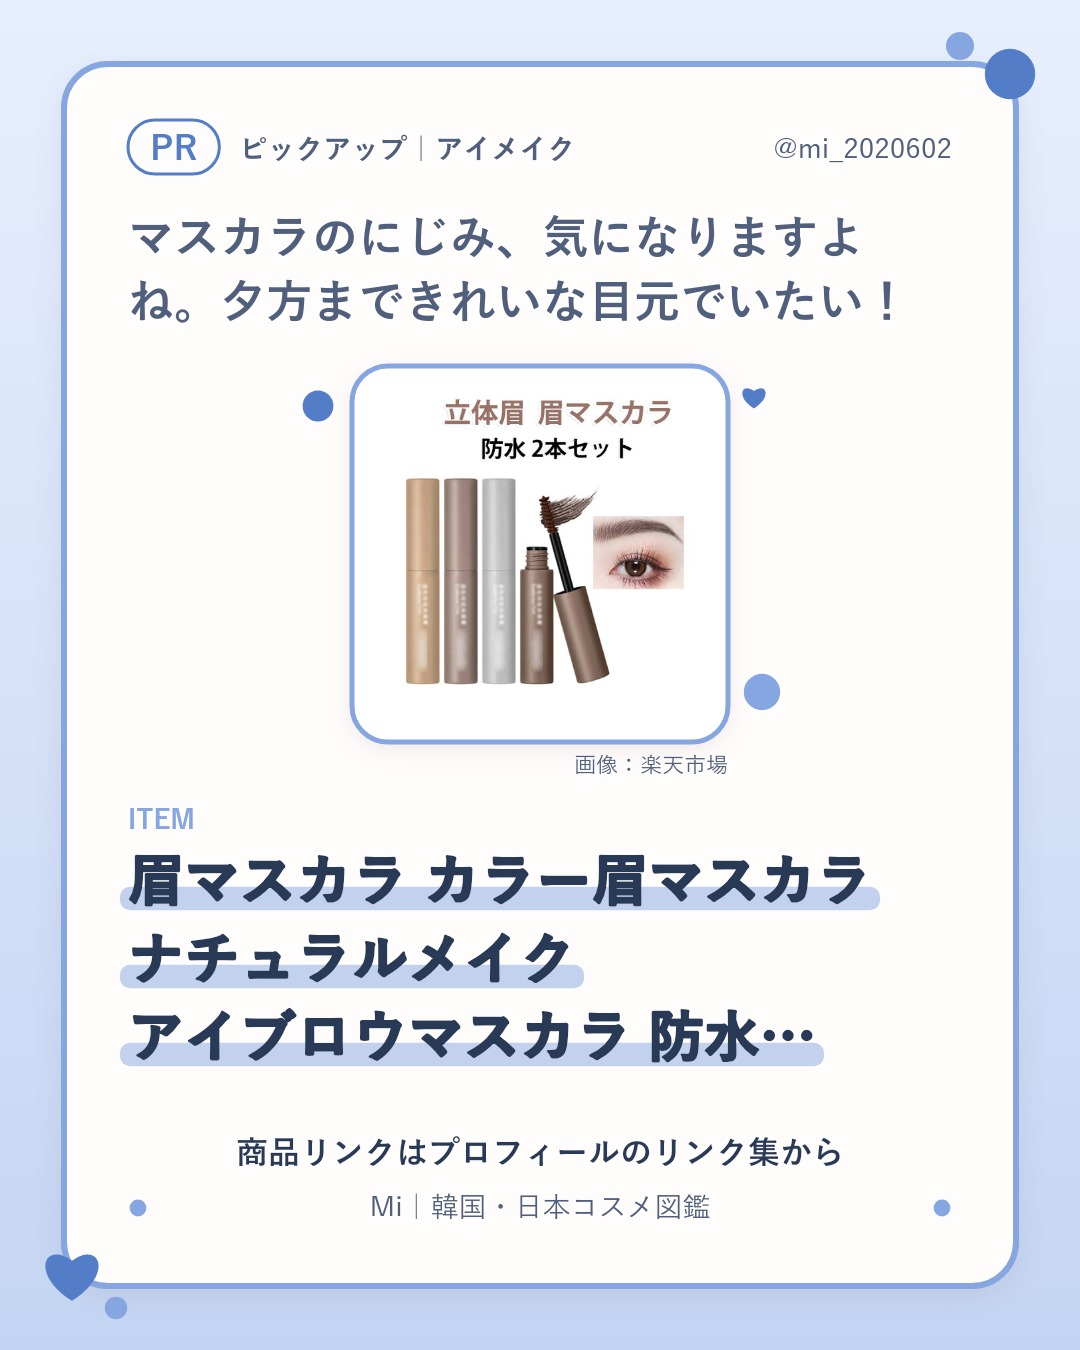 PR ピックアップ｜アイメイク @mi_2020602
マスカラのにじみ、気になりますよ
ね。夕方まできれいな目元でいたい！
立体眉 眉マスカラ
防水 2本セット
画像：楽天市場
ITEM
眉マスカラ カラー眉マスカラ
ナチュラルメイク
アイブロウマスカラ 防水…
商品リンクはプロフィールのリンク集から
Mi｜韓国・日本コスメ図鑑